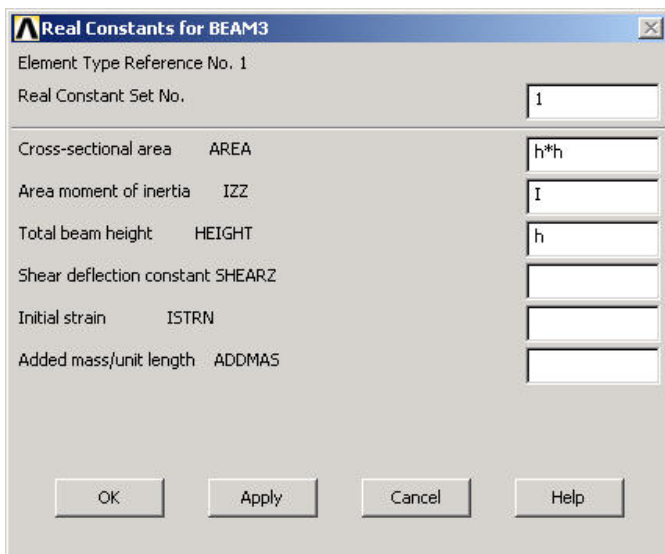 Real Constants for BEAM3
Element Type Reference No. 1
Real Constant Set No. 1
Cross-sectional area AREA h*h
Area moment of inertia IZZ I
Total beam height HEIGHT h
Shear deflection constant SHEARZ
Initial strain ISTRN
Added mass/unit length ADDMAS
OK Apply Cancel Help